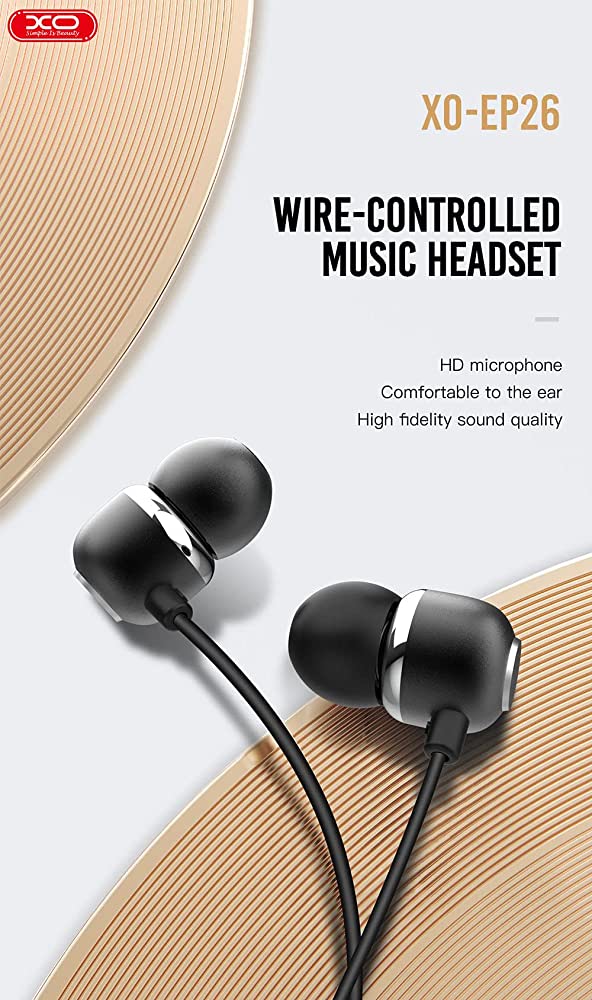 XO
Simple Is Beauty
XO-EP26
WIRE-CONTROLLED
MUSIC HEADSET
HD microphone
Comfortable to the ear
High fidelity sound quality